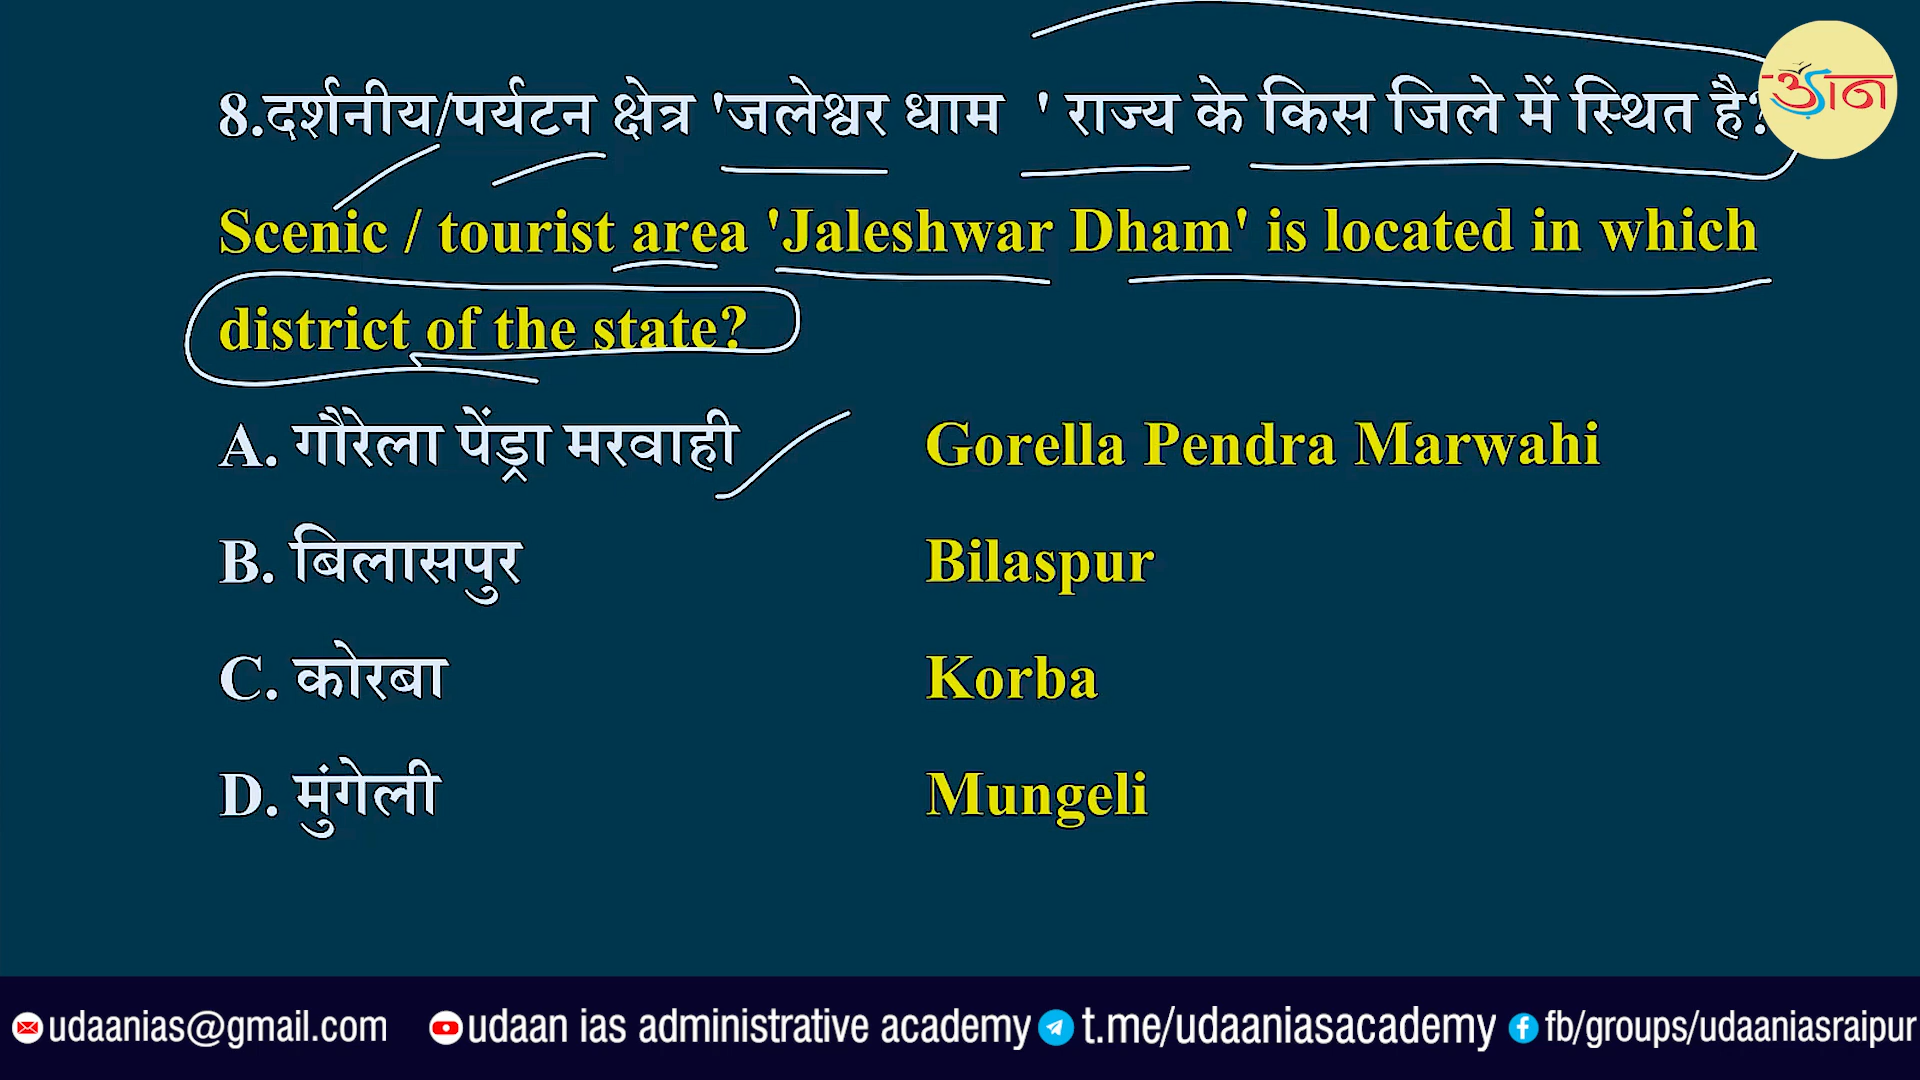 8.दर्शनीय/पर्यटन क्षेत्र 'जलेश्वर धाम ' राज्य के किस जिले में स्थित है?
उड़ान
Scenic / tourist area 'Jaleshwar Dham' is located in which
district of the state?
A. गौरेला पेंड्रा मरवाही Gorella Pendra Marwahi
B. बिलासपुर Bilaspur
C. कोरबा Korba
D. मुंगेली Mungeli
udaanias@gmail.com udaan ias administrative academy t.me/udaaniasacademy fb/groups/udaaniasraipur